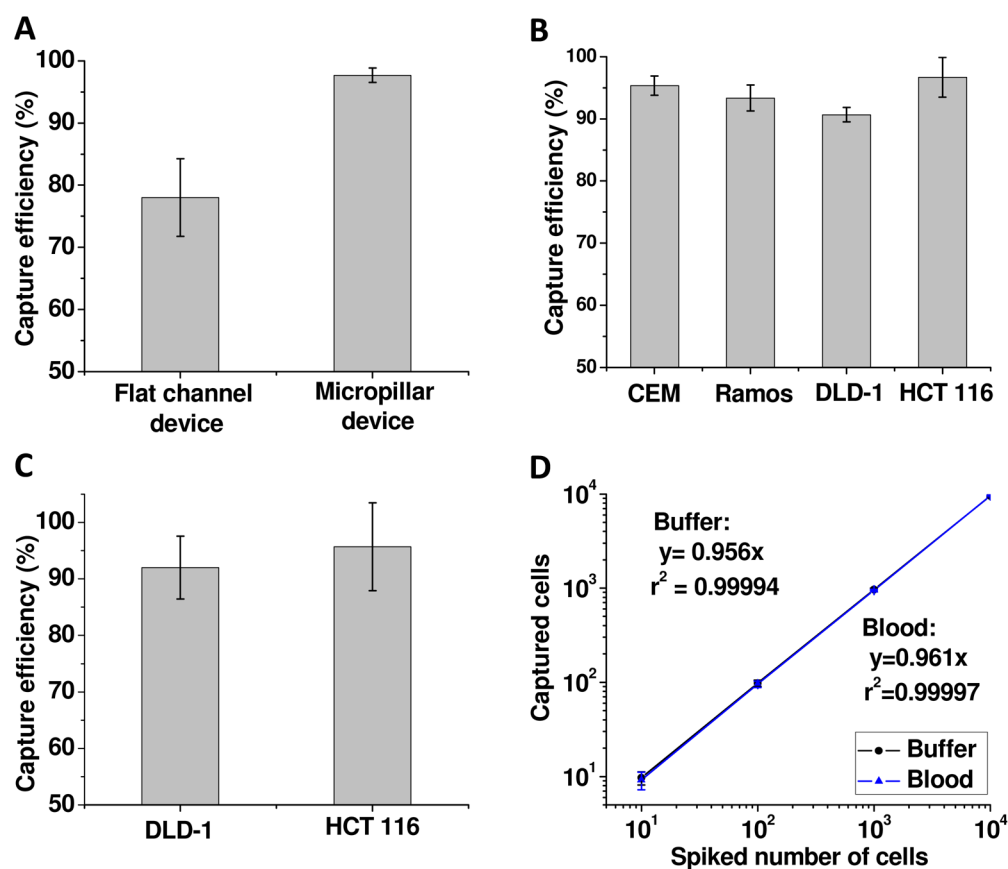 A
Capture efficiency (%)
100
90
80
70
60
50
Flat channel device
Micropillar device
B
Capture efficiency (%)
100
90
80
70
60
50
CEM
Ramos
DLD-1
HCT 116
C
Capture efficiency (%)
100
90
80
70
60
50
DLD-1
HCT 116
D
Captured cells
10^4
10^3
10^2
10^1
Buffer:
y= 0.956x
r^2 = 0.99994
Blood:
y=0.961x
r^2=0.99997
Buffer
Blood
10^1
10^2
10^3
10^4
Spiked number of cells